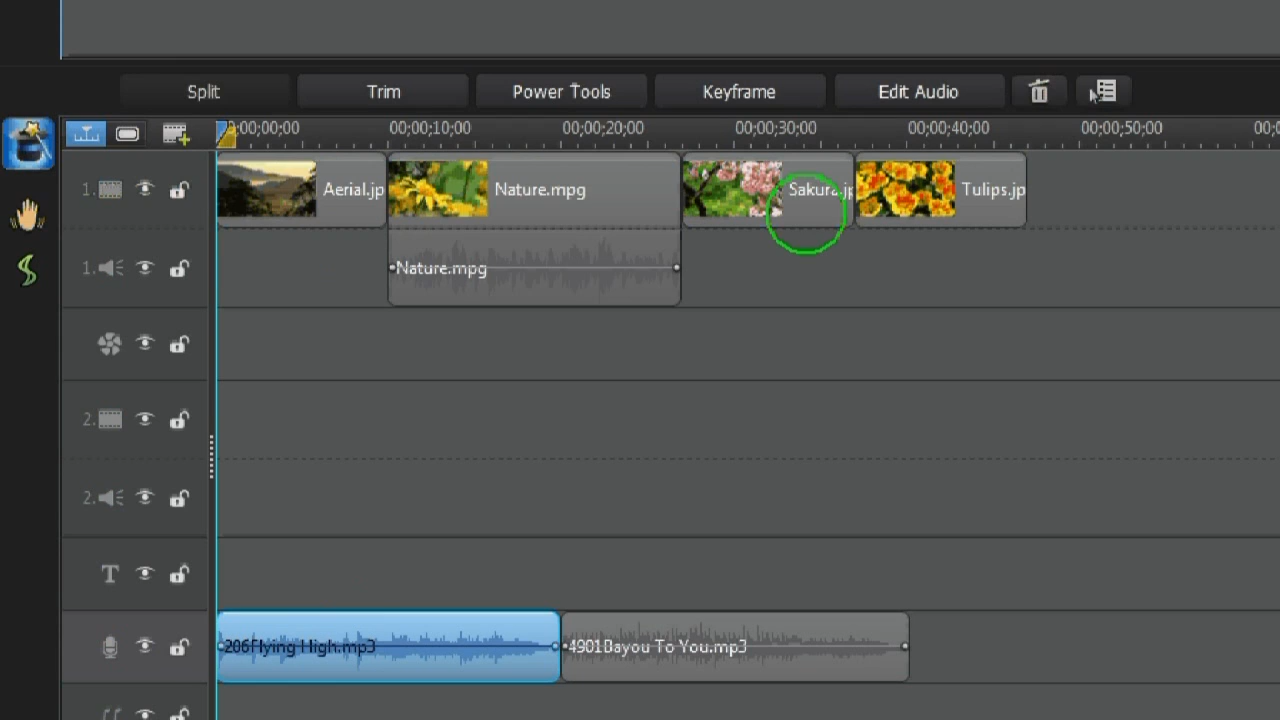 Split Trim Power Tools Keyframe Edit Audio
00;00;00 00;00;10;00 00;00;20;00 00;00;30;00 00;00;40;00 00;00;50;00 00;0
1. Aerial.jp Nature.mpg Sakura.jp Tulips.jp
1. Nature.mpg
2.
2.
T
206Flying High.mp3 4901Bayou To You.mp3